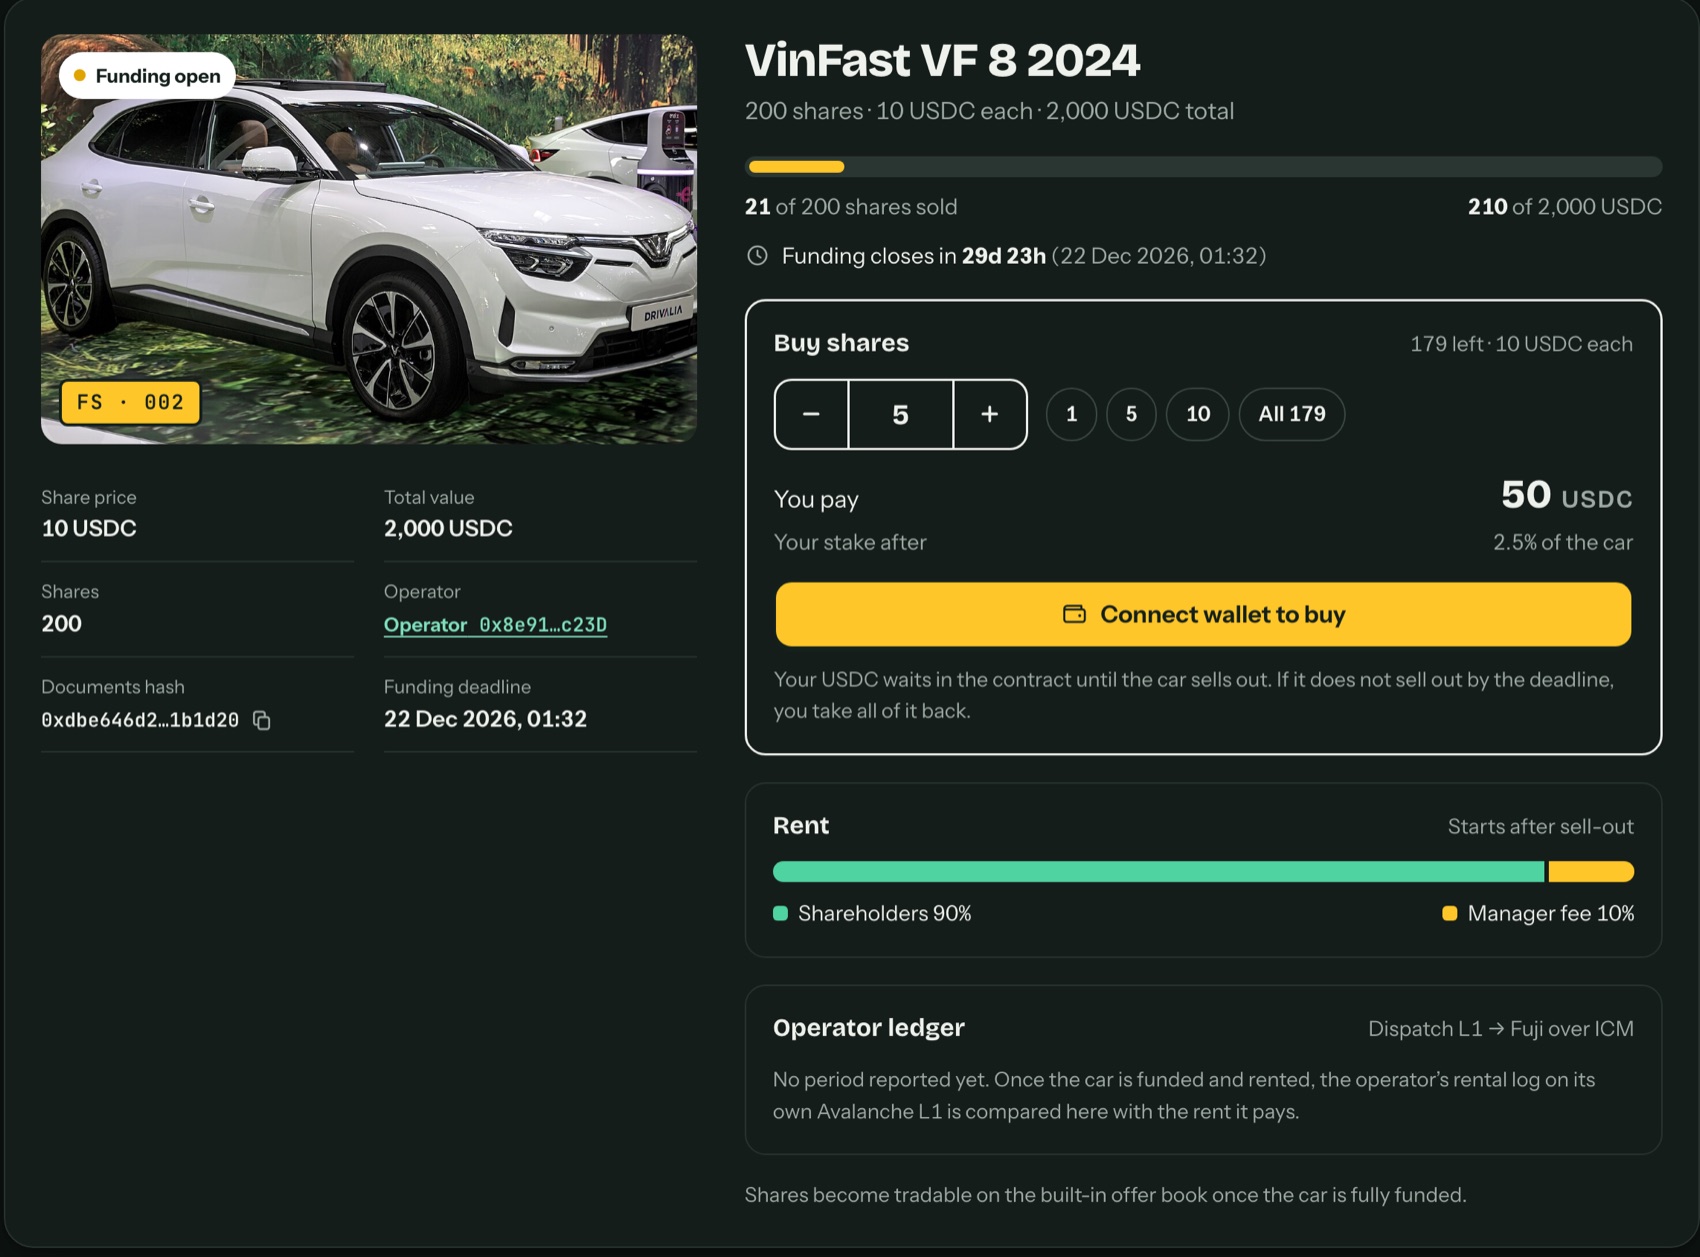 Funding open
DRIVALIA
FS · 002
Share price
10 USDC
Total value
2,000 USDC
Shares
200
Operator
Operator 0x8e91…c23D
Documents hash
0xdbe646d2…1b1d20
Funding deadline
22 Dec 2026, 01:32
VinFast VF 8 2024
200 shares · 10 USDC each · 2,000 USDC total
21 of 200 shares sold
210 of 2,000 USDC
Funding closes in 29d 23h (22 Dec 2026, 01:32)
Buy shares
179 left · 10 USDC each
− 5 +
1
5
10
All 179
You pay
50 USDC
Your stake after
2.5% of the car
Connect wallet to buy
Your USDC waits in the contract until the car sells out. If it does not sell out by the deadline,
you take all of it back.
Rent
Starts after sell-out
Shareholders 90%
Manager fee 10%
Operator ledger
Dispatch L1 → Fuji over ICM
No period reported yet. Once the car is funded and rented, the operator’s rental log on its
own Avalanche L1 is compared here with the rent it pays.
Shares become tradable on the built-in offer book once the car is fully funded.